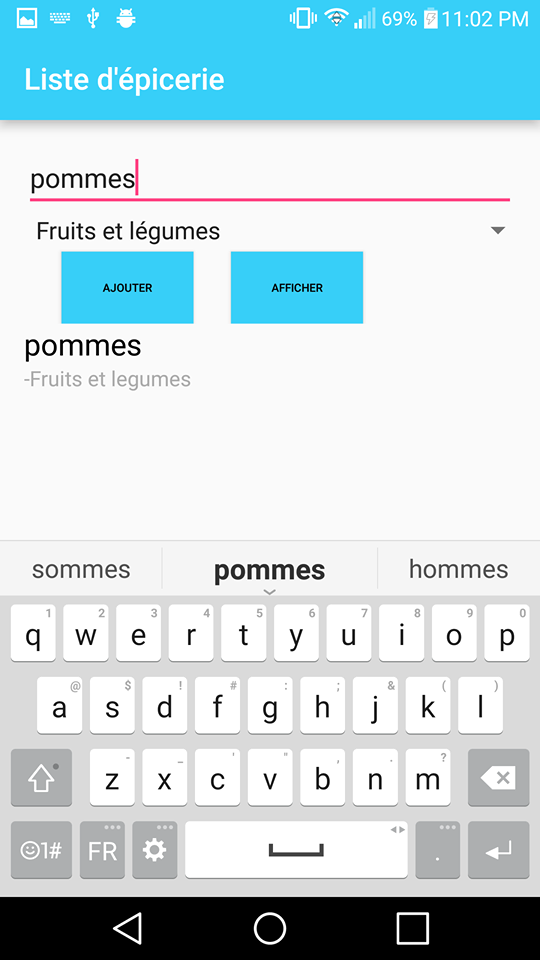 69% 11:02 PM
Liste d'épicerie
pommes
Fruits et légumes
AJOUTER AFFICHER
pommes
-Fruits et legumes
sommes pommes hommes
1 2 3 4 5 6 7 8 9 0
q w e r t y u i o p
@ $ ! # : ; & ( )
a s d f g h j k l
- _ ' " , . ?
z x c v b n m
1# FR .